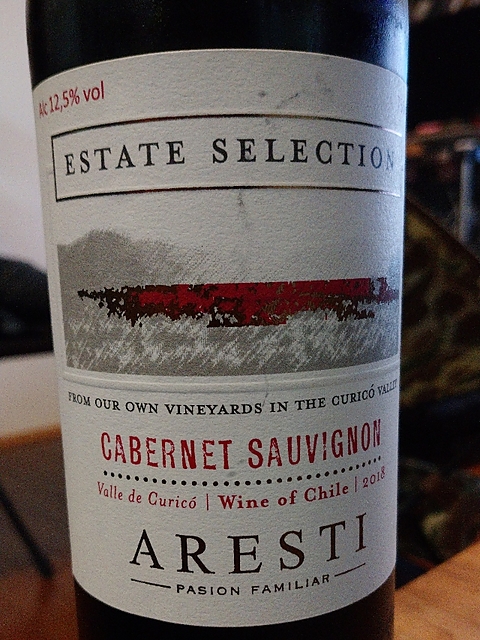 Alc 12,5% vol
ESTATE SELECTION
FROM OUR OWN VINEYARDS IN THE CURICÓ VALLEY
CABERNET SAUVIGNON
Valle de Curicó | Wine of Chile | 2018
ARESTI
PASION FAMILIAR